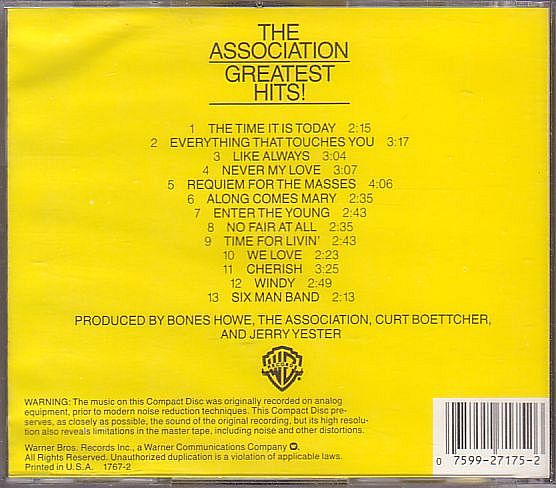 THE
ASSOCIATION
GREATEST
HITS!
1 THE TIME IT IS TODAY 2:15
2 EVERYTHING THAT TOUCHES YOU 3:17
3 LIKE ALWAYS 3:04
4 NEVER MY LOVE 3:07
5 REQUIEM FOR THE MASSES 4:06
6 ALONG COMES MARY 2:35
7 ENTER THE YOUNG 2:43
8 NO FAIR AT ALL 2:35
9 TIME FOR LIVIN' 2:43
10 WE LOVE 2:23
11 CHERISH 3:25
12 WINDY 2:49
13 SIX MAN BAND 2:13
PRODUCED BY BONES HOWE, THE ASSOCIATION, CURT BOETTCHER,
AND JERRY YESTER
WB
RECORDS
WARNING: The music on this Compact Disc was originally recorded on analog
equipment, prior to modern noise reduction techniques. This Compact Disc pre-
serves, as closely as possible, the sound of the original recording, but its high resolu-
tion also reveals limitations in the master tape, including noise and other distortions.
Warner Bros. Records Inc., a Warner Communications Company
All Rights Reserved. Unauthorized duplication is a violation of applicable laws.
Printed in U.S.A. 1767-2
0 7599-27175-2